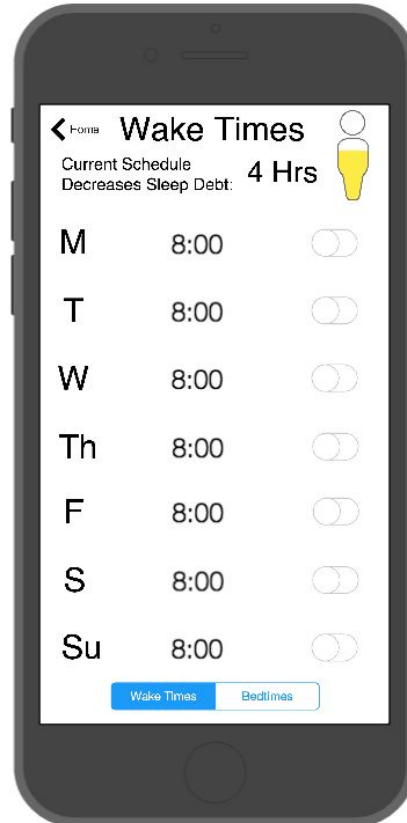 Home Wake Times
Current Schedule
Decreases Sleep Debt: 4 Hrs
M 8:00
T 8:00
W 8:00
Th 8:00
F 8:00
S 8:00
Su 8:00
Wake Times Bedtimes